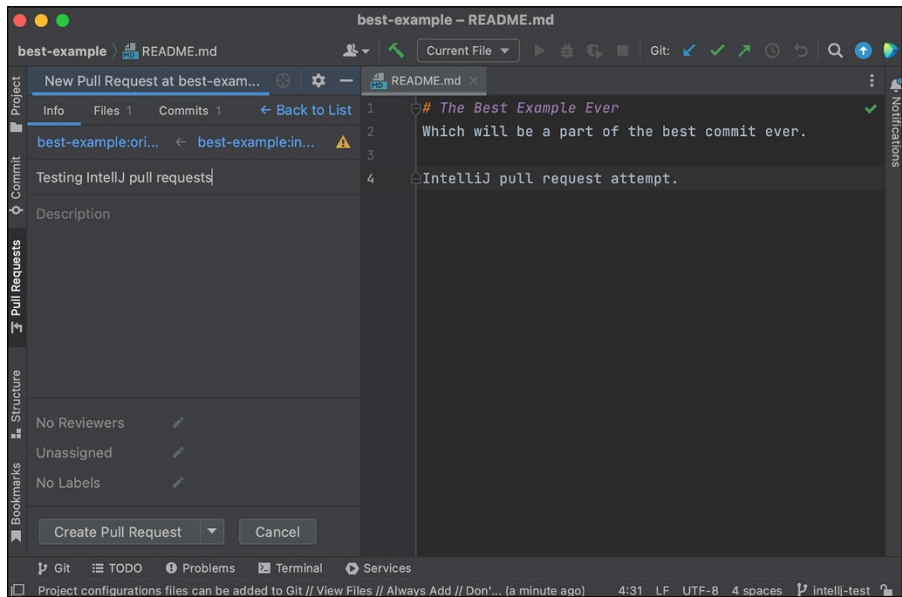 best-example – README.md
best-example README.md Current File Git:
Project
Commit
Pull Requests
Structure
Bookmarks
New Pull Request at best-exam...
Info Files 1 Commits 1 ← Back to List
best-example:ori... ← best-example:in...
Testing IntellJ pull requests
Description
No Reviewers
Unassigned
No Labels
Create Pull Request Cancel
README.md
1 # The Best Example Ever
2 Which will be a part of the best commit ever.
3
4 IntelliJ pull request attempt.
Notifications
Git TODO Problems Terminal Services
Project configurations files can be added to Git // View Files // Always Add // Don'... (a minute ago) 4:31 LF UTF-8 4 spaces intellj-test